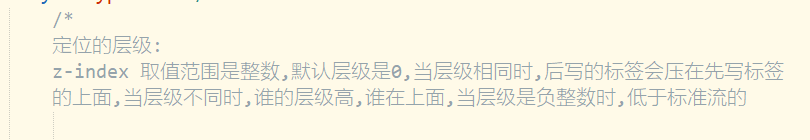 /*
定位的层级:
z-index 取值范围是整数,默认层级是0,当层级相同时,后写的标签会压在先写标签
的上面,当层级不同时,谁的层级高,谁在上面,当层级是负整数时,低于标准流的